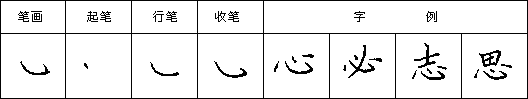 笔画 起笔 行笔 收笔 字 例
心 必 志 思